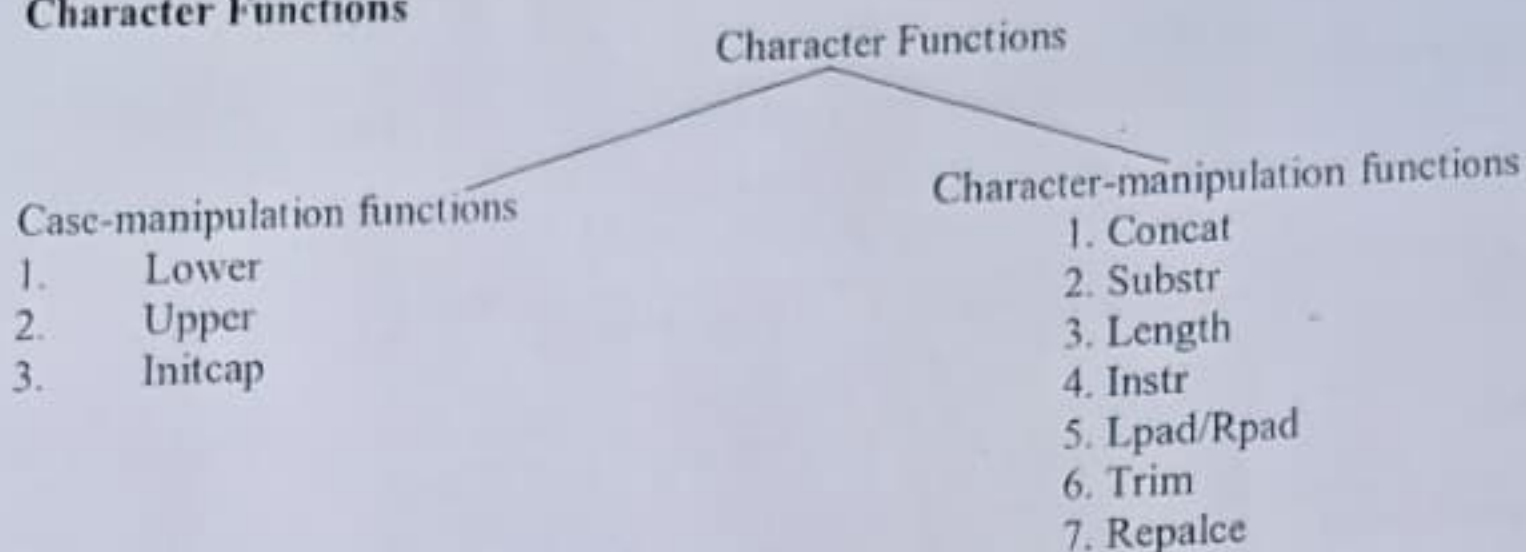 Character Functions
Character Functions
Case-manipulation functions
1. Lower
2. Upper
3. Initcap
Character-manipulation functions
1. Concat
2. Substr
3. Length
4. Instr
5. Lpad/Rpad
6. Trim
7. Repalce